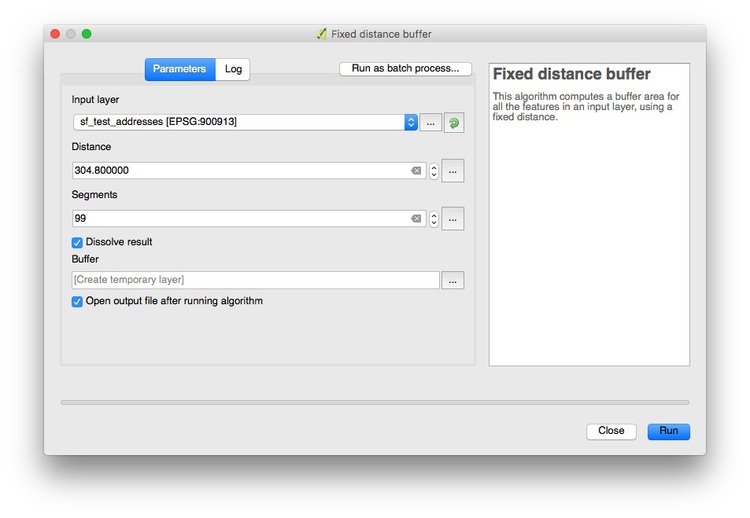 Fixed distance buffer
Parameters
Log
Run as batch process...
Input layer
sf_test_addresses [EPSG:900913]
...
Distance
304.800000
...
Segments
99
...
Dissolve result
Buffer
[Create temporary layer]
...
Open output file after running algorithm
Fixed distance buffer
This algorithm computes a buffer area for
all the features in an input layer, using a
fixed distance.
Close
Run